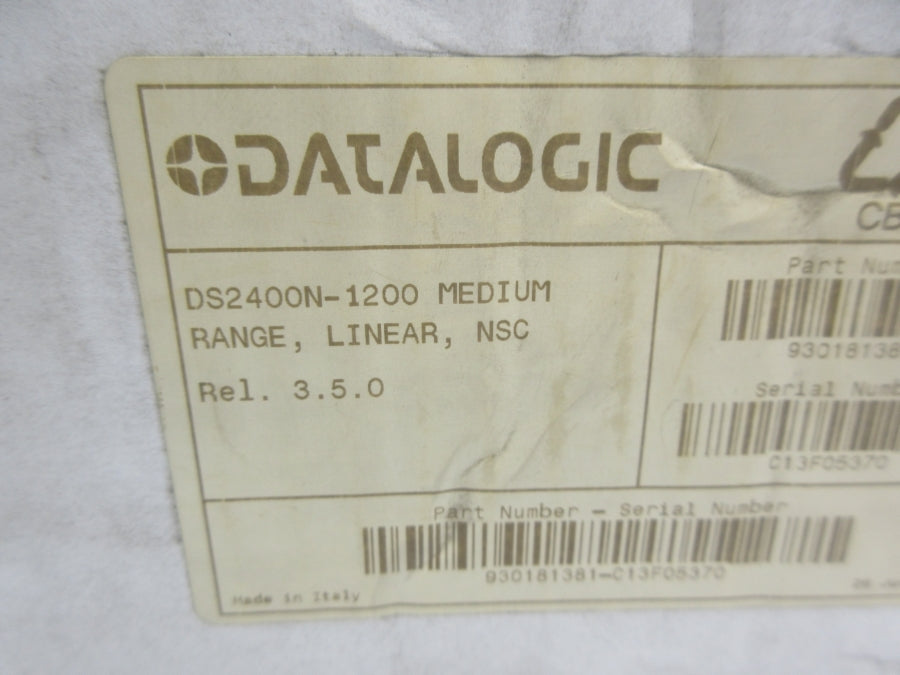 DATALOGIC
CB
DS2400N-1200 MEDIUM
RANGE, LINEAR, NSC
Rel. 3.5.0
Part Num
93018138
Serial Numb
C13F05370
Part Number - Serial Number
930181381-C13F05370
Made in Italy